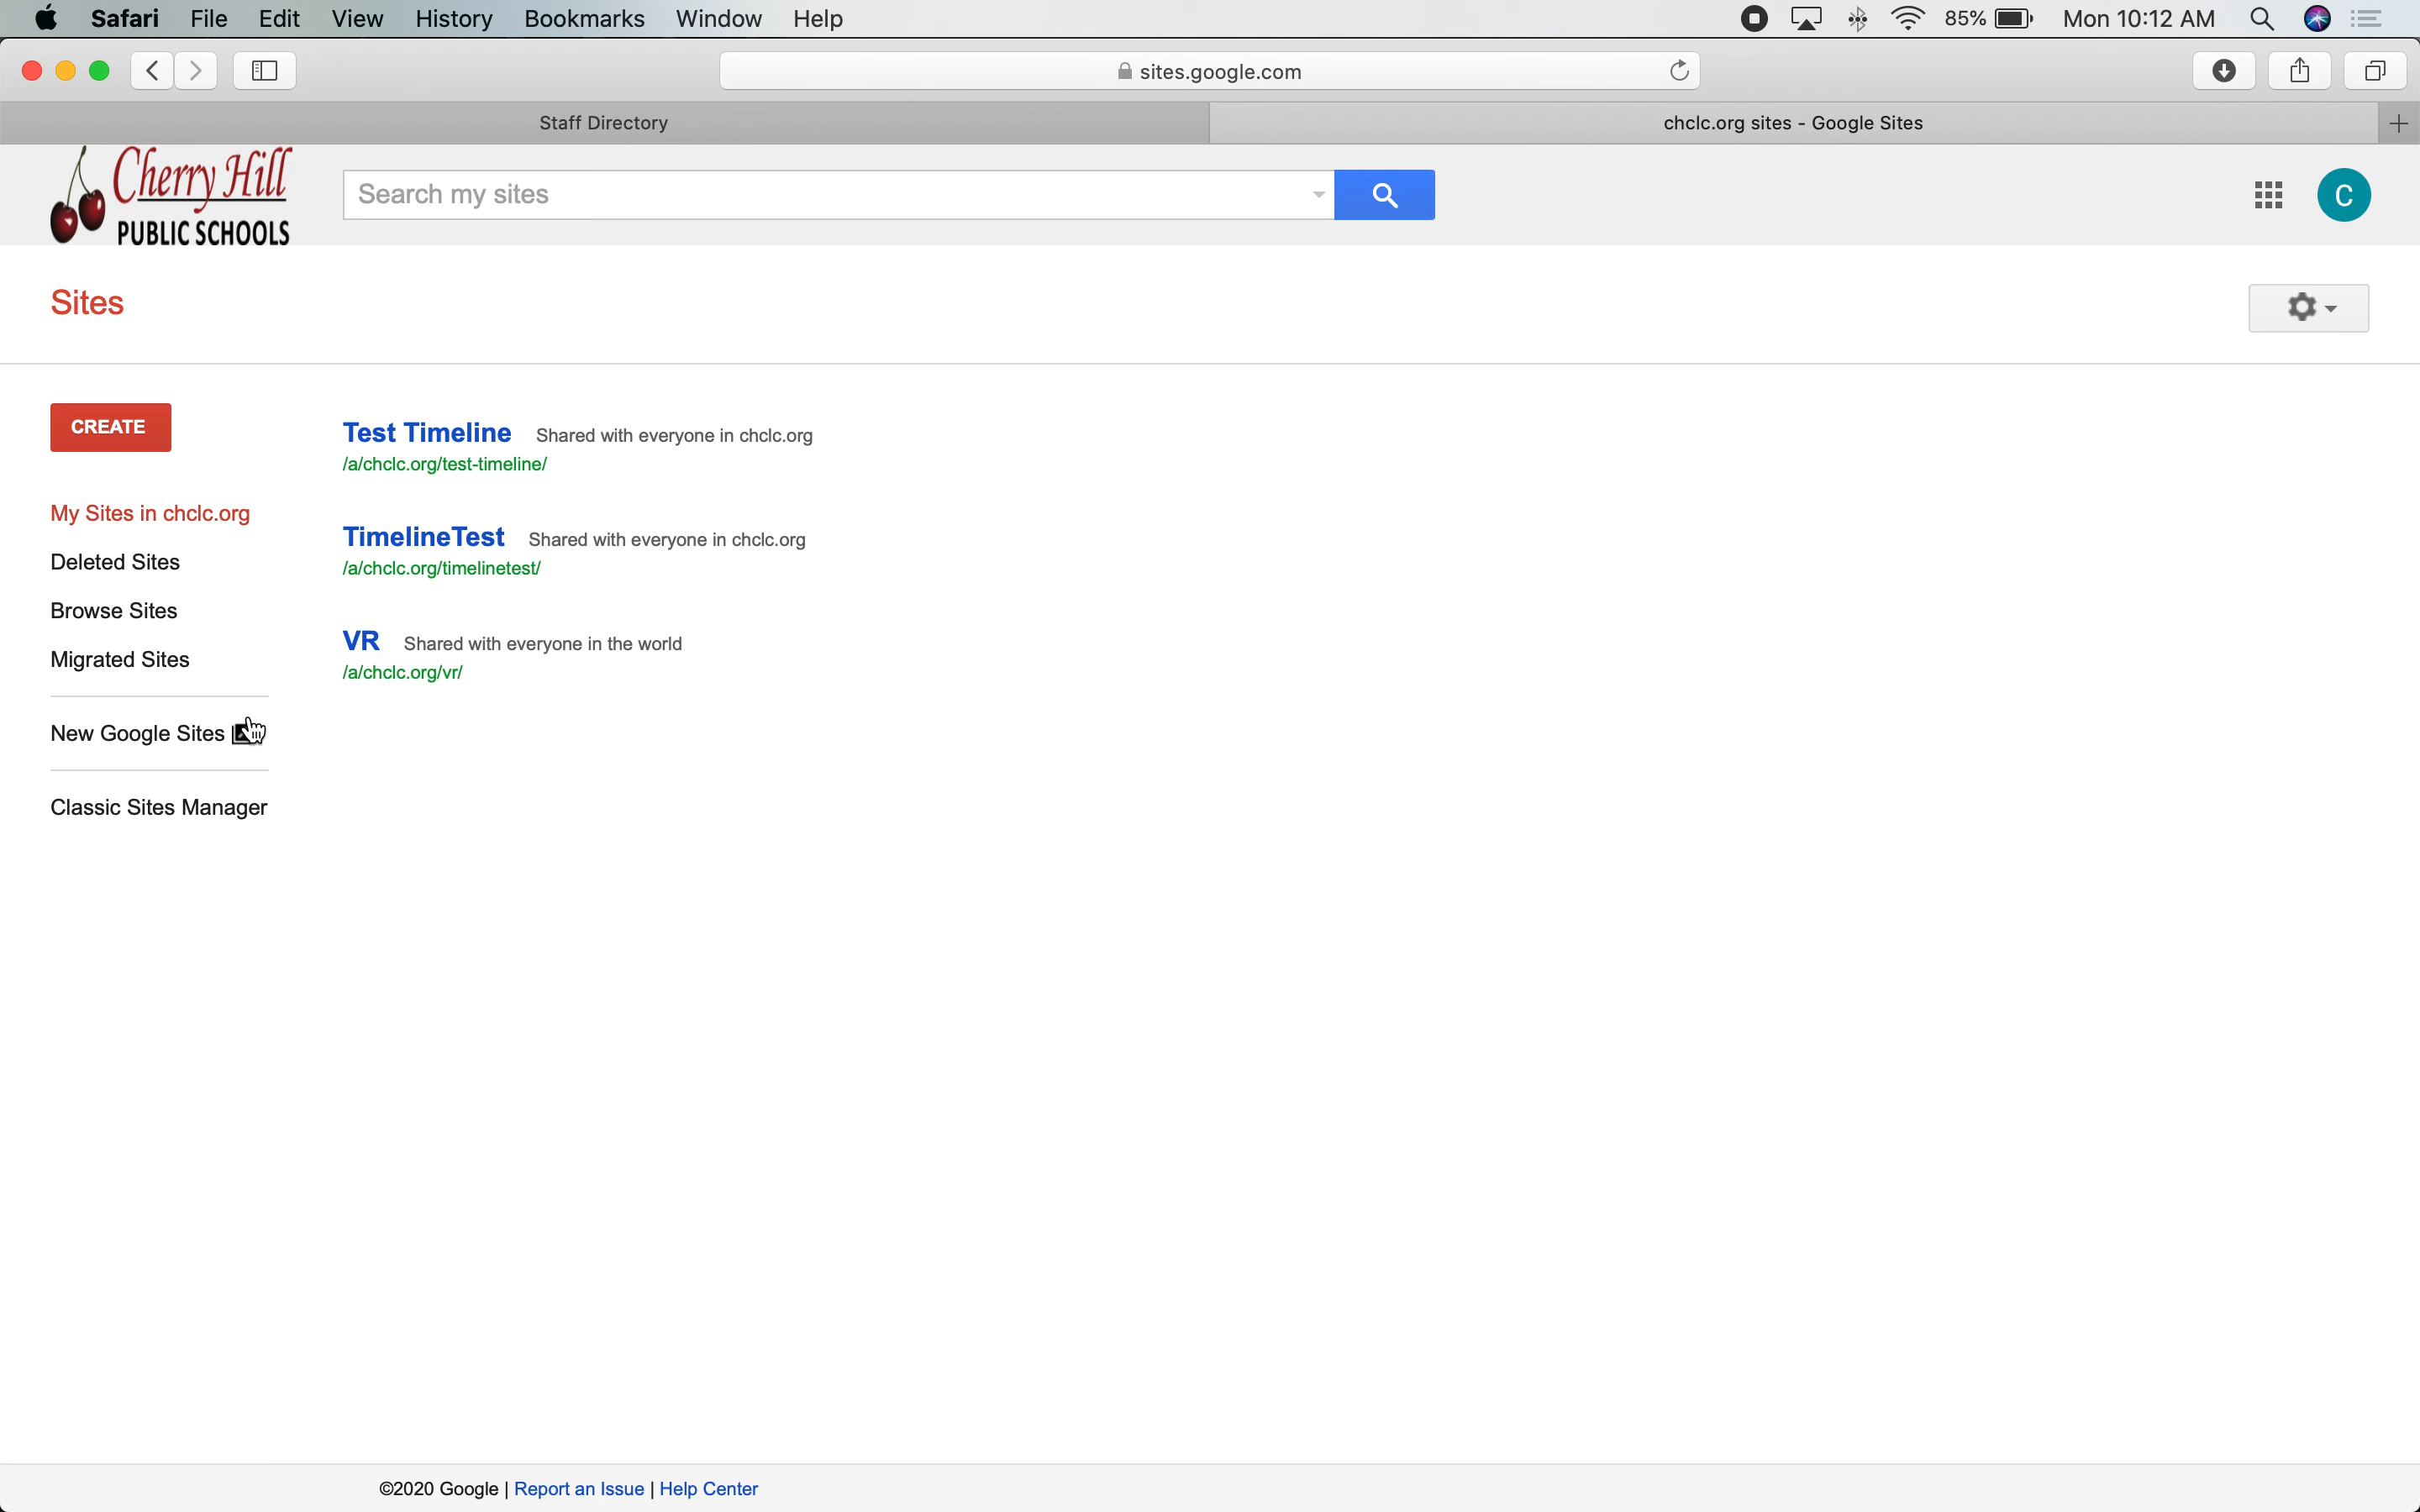 Safari File Edit View History Bookmarks Window Help 85% Mon 10:12 AM
sites.google.com
Staff Directory chclc.org sites - Google Sites
Cherry Hill
PUBLIC SCHOOLS
Search my sites
C
Sites
CREATE
My Sites in chclc.org
Deleted Sites
Browse Sites
Migrated Sites
New Google Sites
Classic Sites Manager
Test Timeline Shared with everyone in chclc.org
/a/chclc.org/test-timeline/
TimelineTest Shared with everyone in chclc.org
/a/chclc.org/timelinetest/
VR Shared with everyone in the world
/a/chclc.org/vr/
©2020 Google | Report an Issue | Help Center